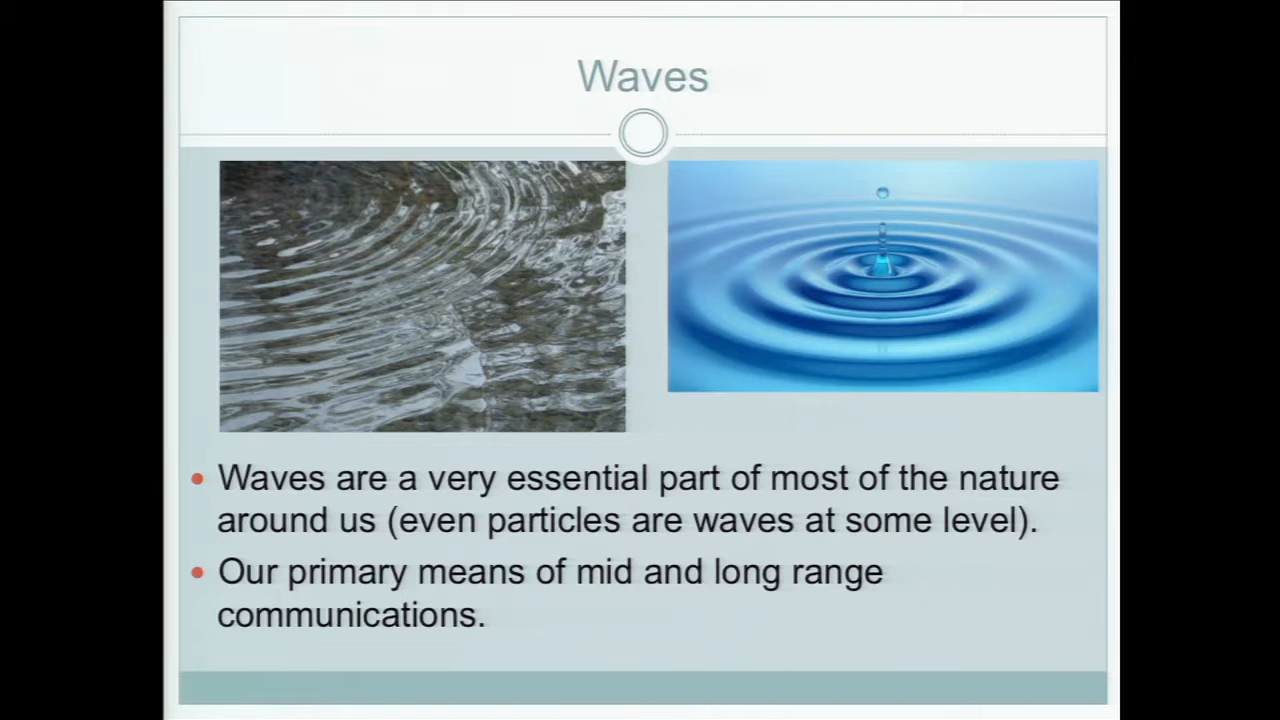 Waves
• Waves are a very essential part of most of the nature
around us (even particles are waves at some level).
• Our primary means of mid and long range
communications.